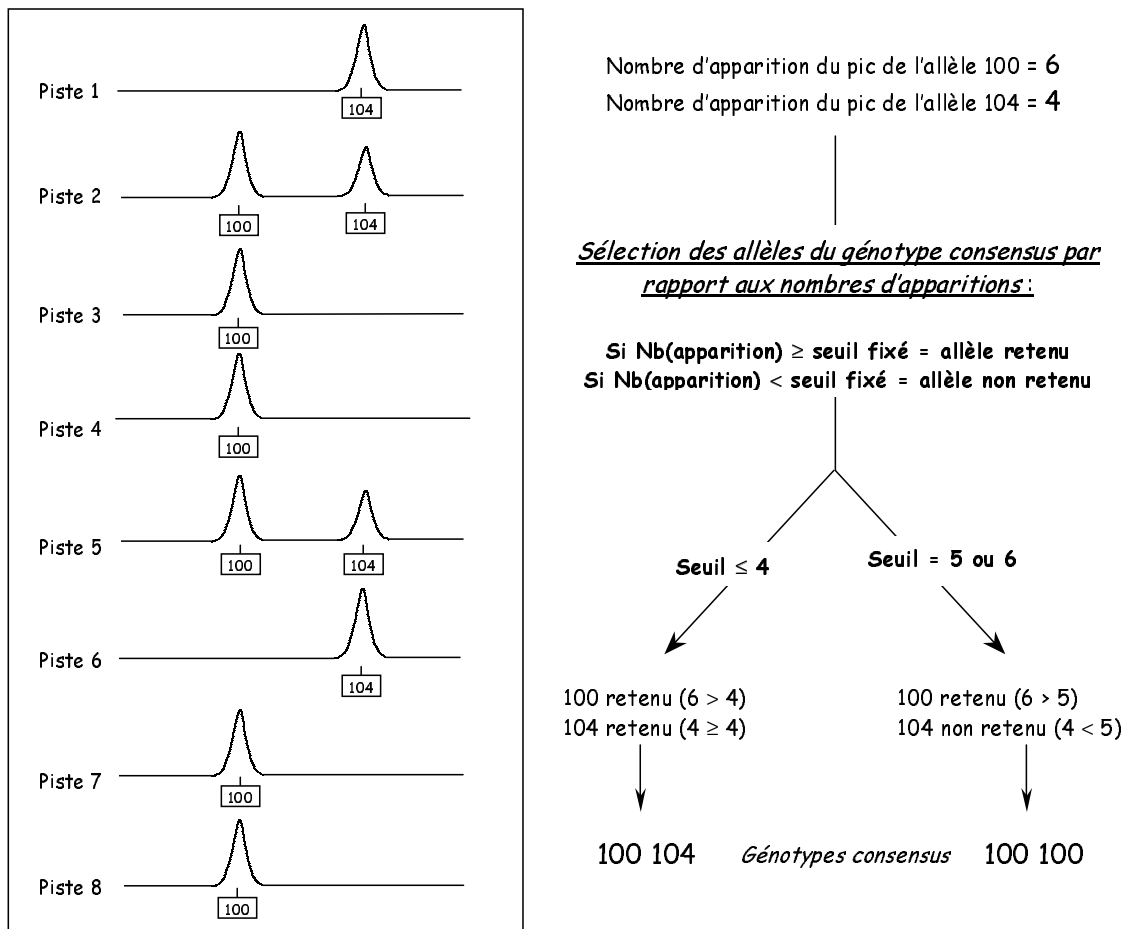 Piste 1
104
Piste 2
100
104
Piste 3
100
Piste 4
100
Piste 5
100
104
Piste 6
104
Piste 7
100
Piste 8
100
Nombre d'apparition du pic de l'allèle 100 = 6
Nombre d'apparition du pic de l'allèle 104 = 4
Sélection des allèles du génotype consensus par
rapport aux nombres d'apparitions :
Si Nb(apparition) ≥ seuil fixé = allèle retenu
Si Nb(apparition) < seuil fixé = allèle non retenu
Seuil ≤ 4
Seuil = 5 ou 6
100 retenu (6 > 4)
104 retenu (4 ≥ 4)
100 retenu (6 > 5)
104 non retenu (4 < 5)
100 104 Génotypes consensus 100 100